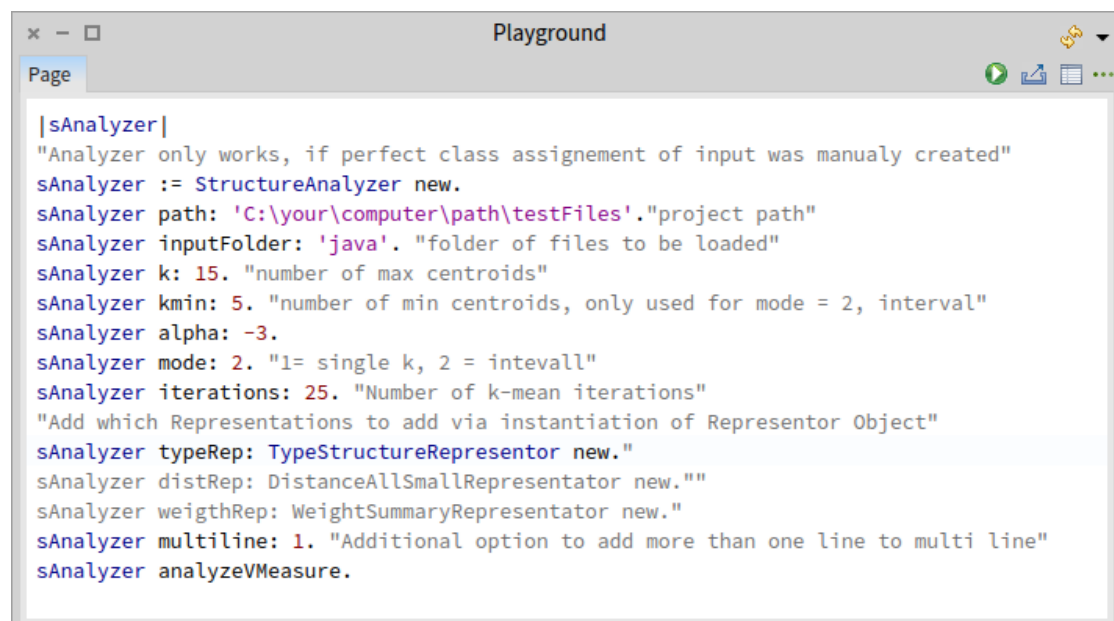 Playground
Page
|sAnalyzer|
"Analyzer only works, if perfect class assignement of input was manualy created"
sAnalyzer := StructureAnalyzer new.
sAnalyzer path: 'C:\your\computer\path\testFiles'."project path"
sAnalyzer inputFolder: 'java'. "folder of files to be loaded"
sAnalyzer k: 15. "number of max centroids"
sAnalyzer kmin: 5. "number of min centroids, only used for mode = 2, interval"
sAnalyzer alpha: -3.
sAnalyzer mode: 2. "1= single k, 2 = intevall"
sAnalyzer iterations: 25. "Number of k-mean iterations"
"Add which Representations to add via instantiation of Representor Object"
sAnalyzer typeRep: TypeStructureRepresentor new."
sAnalyzer distRep: DistanceAllSmallRepresentator new.""
sAnalyzer weigthRep: WeightSummaryRepresentator new."
sAnalyzer multiline: 1. "Additional option to add more than one line to multi line"
sAnalyzer analyzeVMeasure.